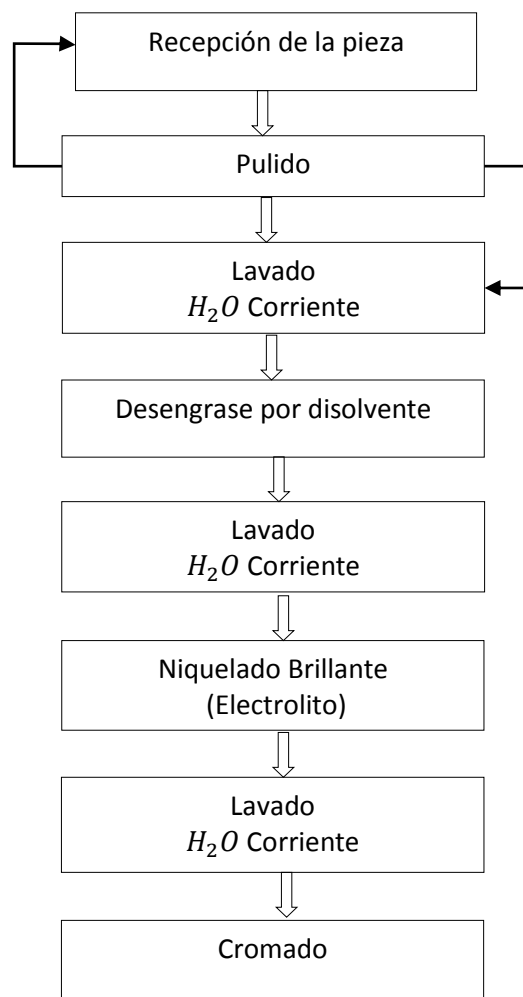 Recepción de la pieza
Pulido
Lavado
H₂O Corriente
Desengrase por disolvente
Lavado
H₂O Corriente
Niquelado Brillante
(Electrolito)
Lavado
H₂O Corriente
Cromado